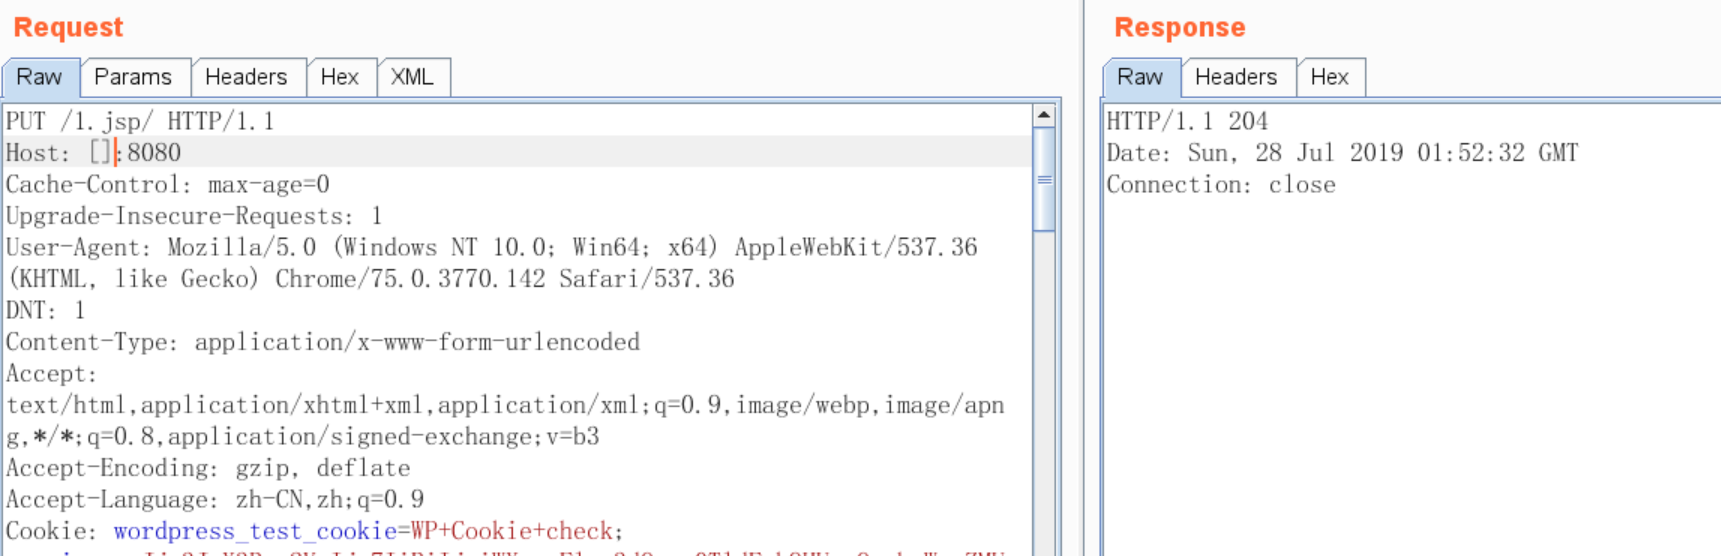 Request
Raw Params Headers Hex XML
PUT /1.jsp/ HTTP/1.1
Host: []:8080
Cache-Control: max-age=0
Upgrade-Insecure-Requests: 1
User-Agent: Mozilla/5.0 (Windows NT 10.0; Win64; x64) AppleWebKit/537.36
(KHTML, like Gecko) Chrome/75.0.3770.142 Safari/537.36
DNT: 1
Content-Type: application/x-www-form-urlencoded
Accept:
text/html,application/xhtml+xml,application/xml;q=0.9,image/webp,image/apn
g,*/*;q=0.8,application/signed-exchange;v=b3
Accept-Encoding: gzip, deflate
Accept-Language: zh-CN,zh;q=0.9
Cookie: wordpress_test_cookie=WP+Cookie+check;
Response
Raw Headers Hex
HTTP/1.1 204
Date: Sun, 28 Jul 2019 01:52:32 GMT
Connection: close